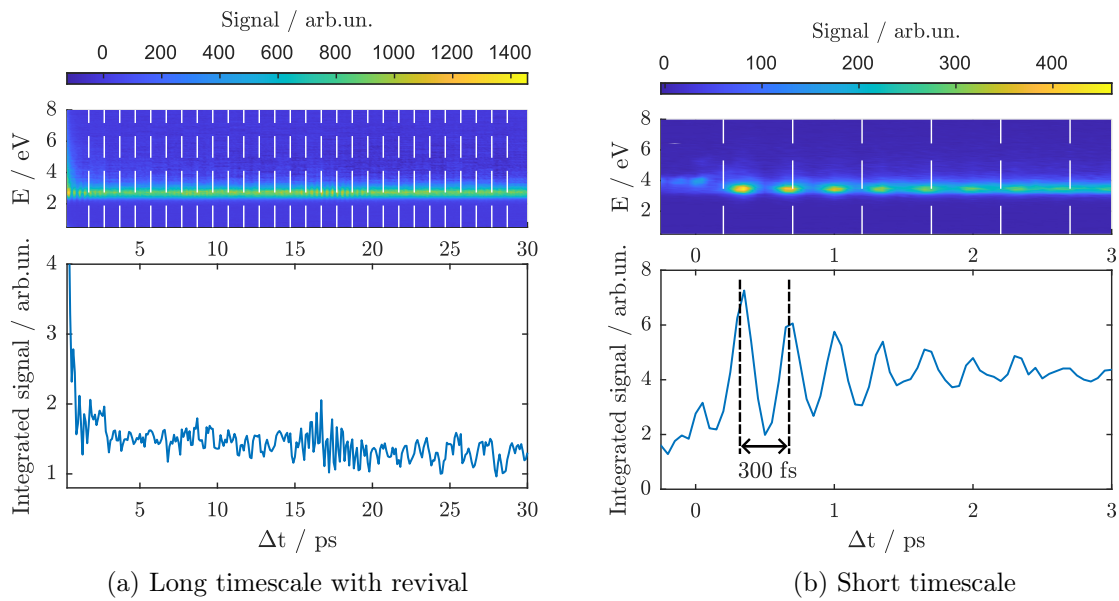 Signal / arb.un.
0 200 400 600 800 1000 1200 1400
8
6
4
2
E / eV
5 10 15 20 25 30
4
3
2
1
Integrated signal / arb.un.
5 10 15 20 25 30
Δt / ps
(a) Long timescale with revival
Signal / arb.un.
0 100 200 300 400
8
6
4
2
E / eV
0 1 2 3
8
6
4
2
0
Integrated signal / arb.un.
300 fs
0 1 2 3
Δt / ps
(b) Short timescale